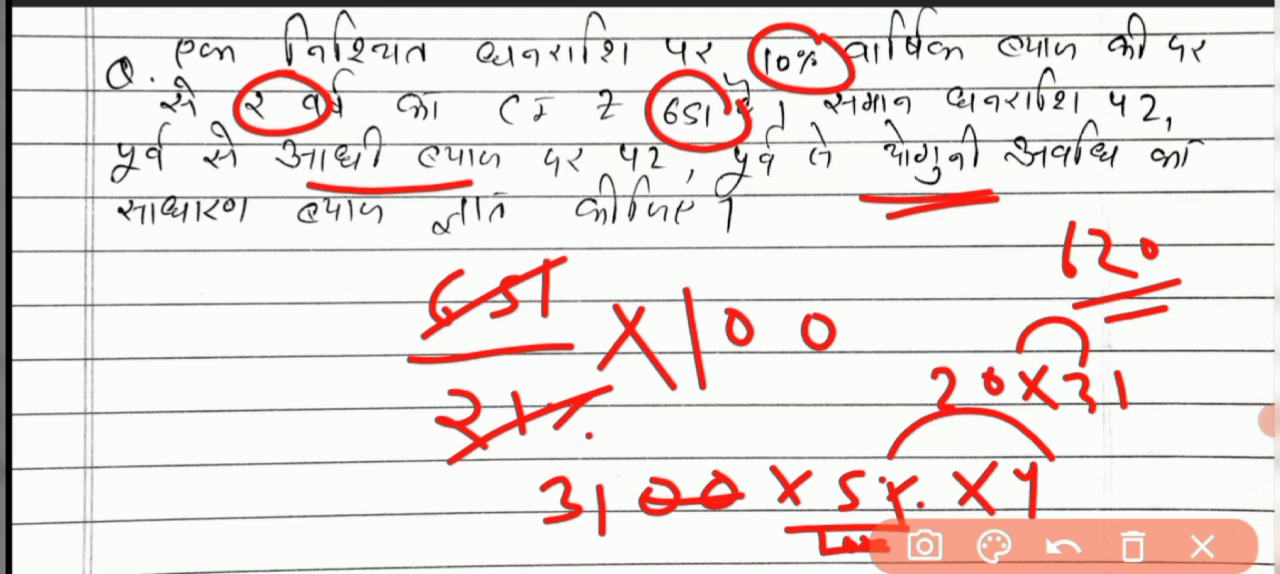 Q. एक निश्चित धनराशि पर 10% वार्षिक ब्याज की दर
से 2 वर्ष का CI ₹ 651 है। समान धनराशि पर,
पूर्व से आधी ब्याज दर पर, पूर्व से चौगुनी अवधि का
साधारण ब्याज ज्ञात कीजिए।
620
651
× 100
21%
20×31
3100 × 5% × 4